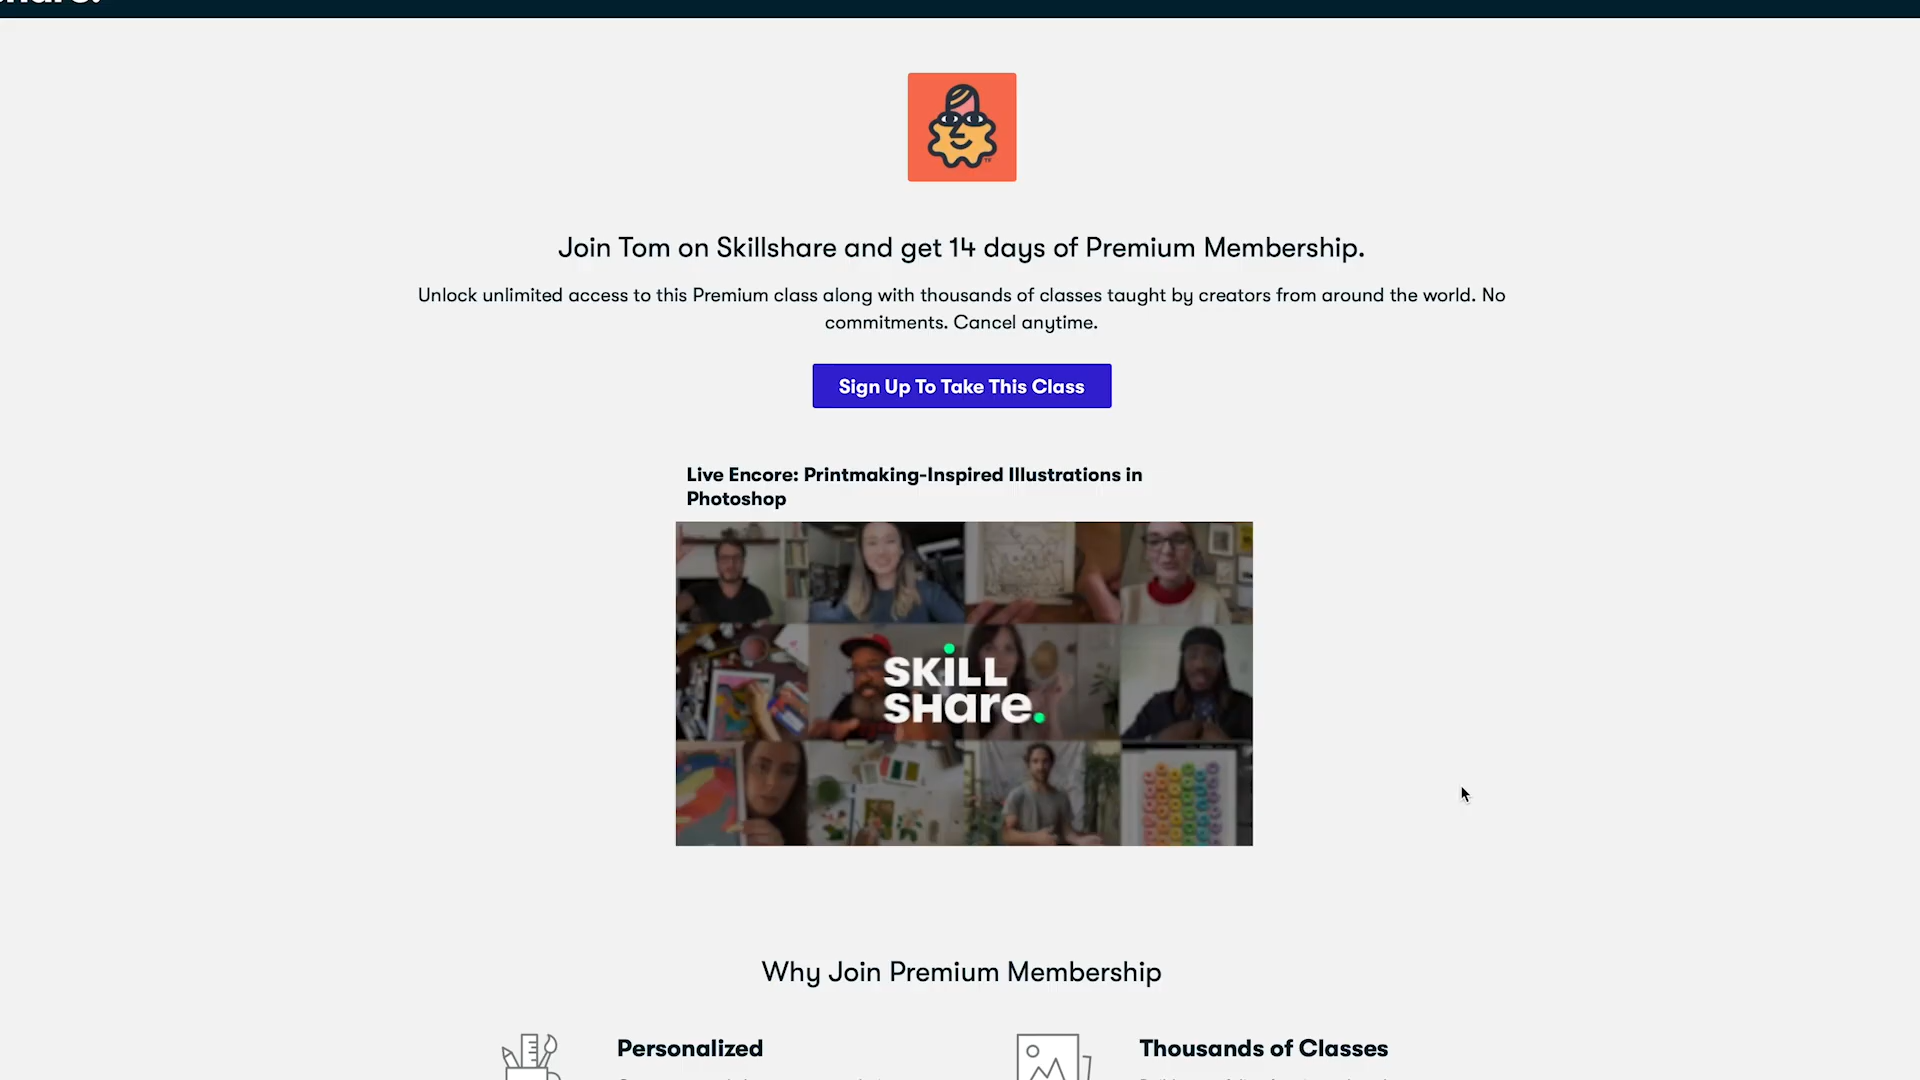 Join Tom on Skillshare and get 14 days of Premium Membership.
Unlock unlimited access to this Premium class along with thousands of classes taught by creators from around the world. No
commitments. Cancel anytime.
Sign Up To Take This Class
Live Encore: Printmaking-Inspired Illustrations in
Photoshop
SKILL
SHare.
Why Join Premium Membership
Personalized
Thousands of Classes